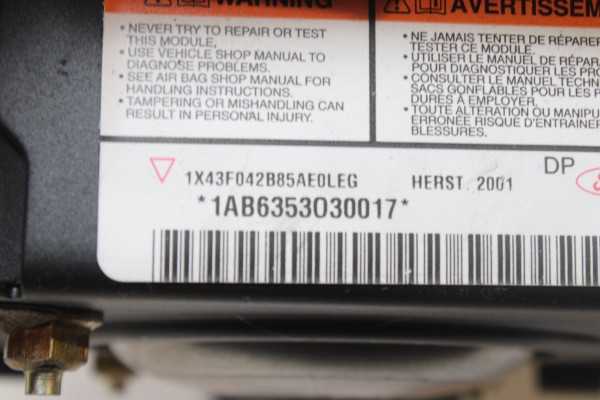 WARNING
• NEVER TRY TO REPAIR OR TEST
THIS MODULE.
• USE VEHICLE SHOP MANUAL TO
DIAGNOSE PROBLEMS.
• SEE AIR BAG SHOP MANUAL FOR
HANDLING INSTRUCTIONS.
• TAMPERING OR MISHANDLING CAN
RESULT IN PERSONAL INJURY.
AVERTISSEM
• NE JAMAIS TENTER DE RÉPARER
TESTER CE MODULE.
• UTILISER LE MANUEL DE RÉPARA
POUR DIAGNOSTIQUER LES PRO
• CONSULTER LE MANUEL TECHN
SACS GONFLABLES POUR LES P
DURES À EMPLOYER.
• TOUTE ALTÉRATION OU MANIPU
ERRONÉE RISQUE D'ENTRAINER
BLESSURES.
1X43F042B85AE0LEG HERST. 2001 DP
*1AB6353030017*